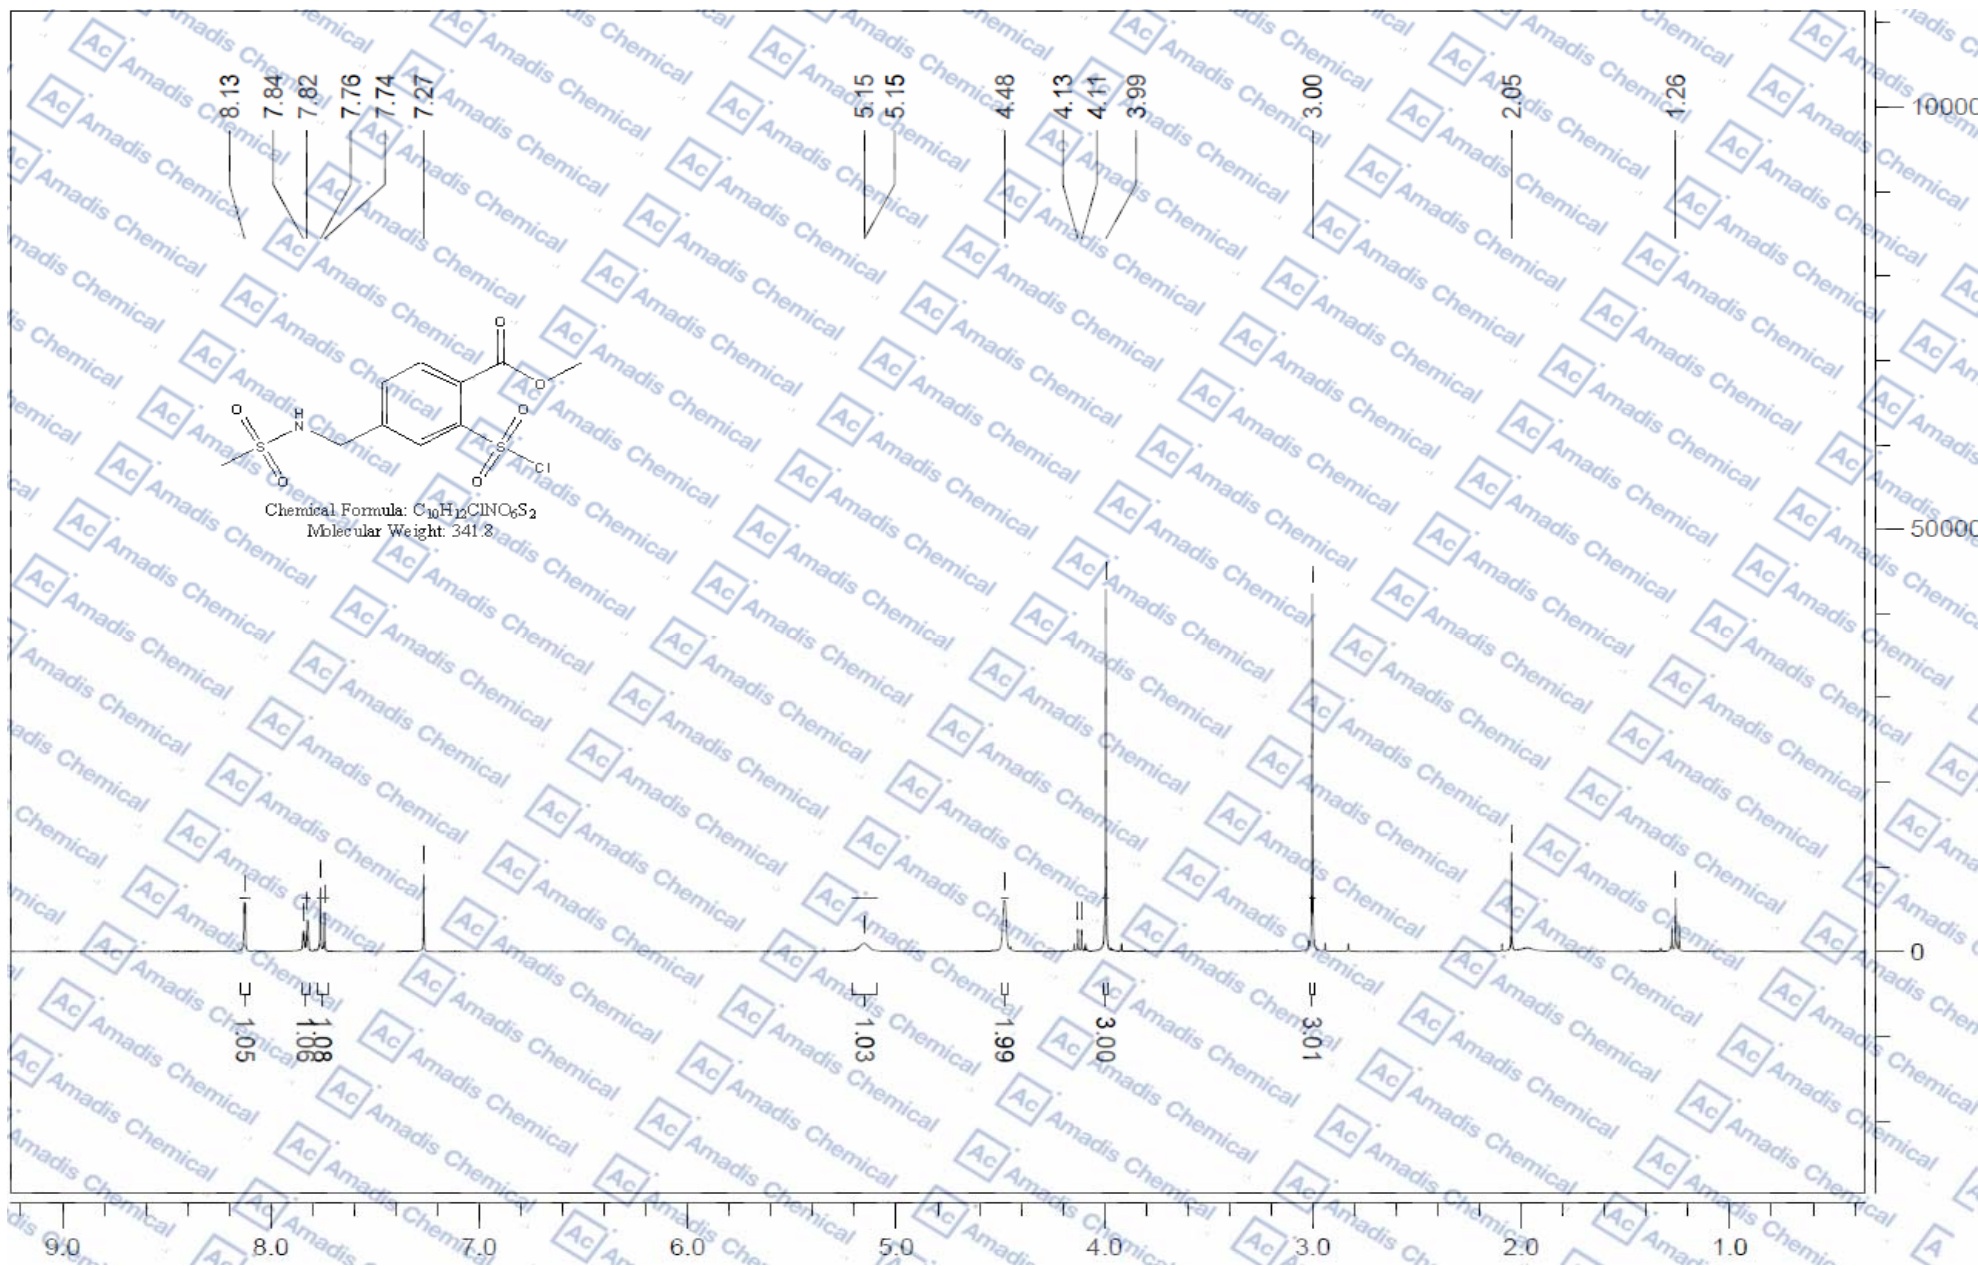 8.13
7.84
7.82
7.76
7.74
7.27
5.15
5.15
4.48
4.13
4.11
3.99
3.00
2.05
1.26
10000
50000
0
O
O
O
H
N
O
S
O
O
S
O
Cl
Chemical Formula: C₁₀H₁₂ClNO₆S₂
Molecular Weight: 341.8
1.05
1.06
1.08
1.03
1.99
3.00
3.01
9.0
8.0
7.0
6.0
5.0
4.0
3.0
2.0
1.0
Ac Amadis Chemical